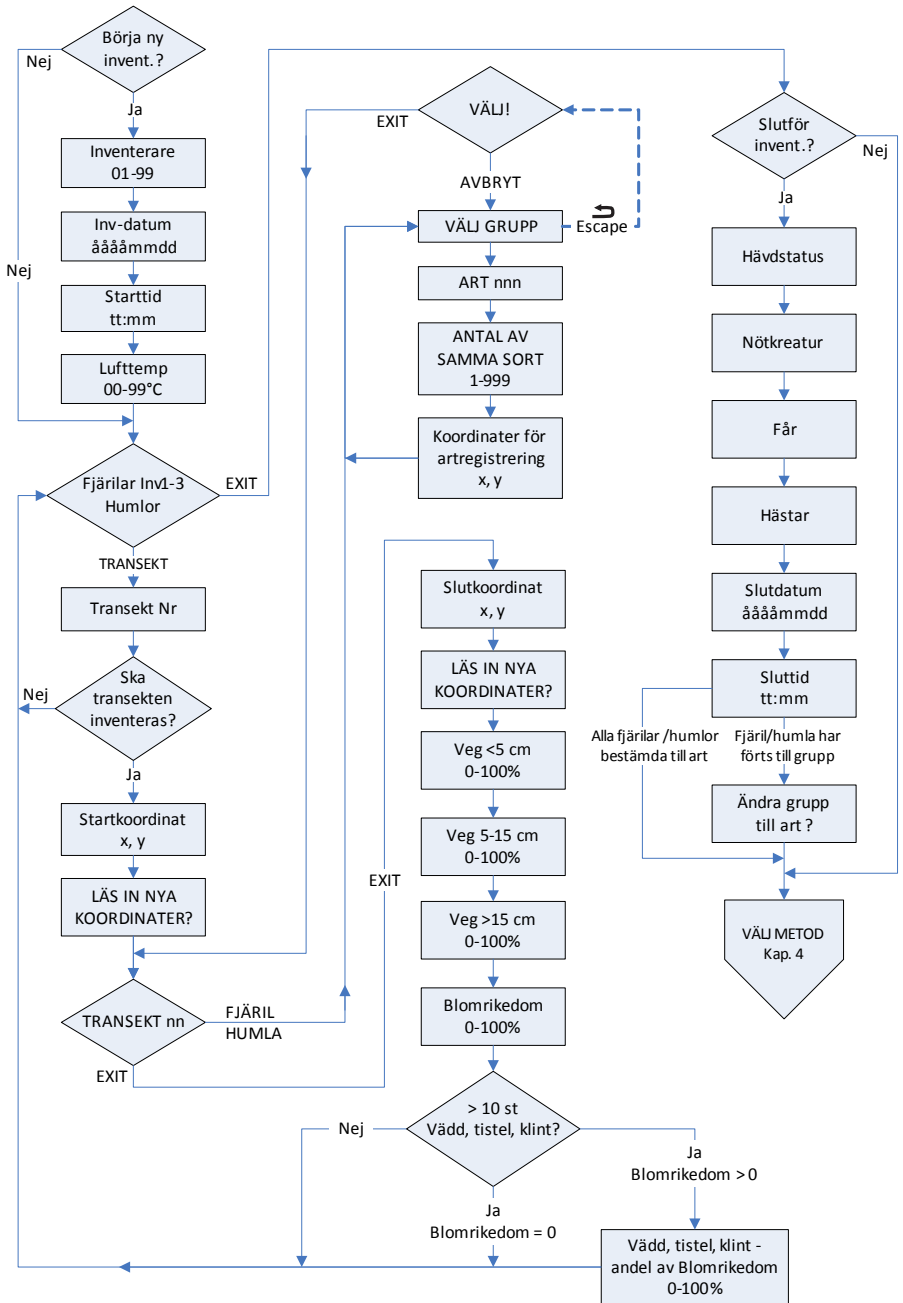 Börja ny
invent.?
Nej
Ja
Inventerare
01-99
Inv-datum
ååååmmdd
Nej
Starttid
tt:mm
Lufttemp
00-99°C
Fjärilar Inv1-3
Humlor
EXIT
TRANSEKT
Transekt Nr
Ska
transekten
inventeras?
Nej
Ja
Startkoordinat
x, y
LÄS IN NYA
KOORDINATER?
TRANSEKT nn
FJÄRIL
HUMLA
EXIT
VÄLJ!
EXIT
AVBRYT
VÄLJ GRUPP
Escape
ART nnn
ANTAL AV
SAMMA SORT
1-999
Koordinater för
artregistrering
x, y
Slutkoordinat
x, y
LÄS IN NYA
KOORDINATER?
Veg <5 cm
0-100%
Veg 5-15 cm
0-100%
EXIT
Veg >15 cm
0-100%
Blomrikedom
0-100%
> 10 st
Vädd, tistel, klint?
Nej
Ja
Blomrikedom > 0
Ja
Blomrikedom = 0
Vädd, tistel, klint -
andel av Blomrikedom
0-100%
Slutför
invent.?
Nej
Ja
Hävdstatus
Nötkreatur
Får
Hästar
Slutdatum
ååååmmdd
Sluttid
tt:mm
Alla fjärilar /humlor
bestämda till art
Fjäril/humla har
förts till grupp
Ändra grupp
till art ?
VÄLJ METOD
Kap. 4